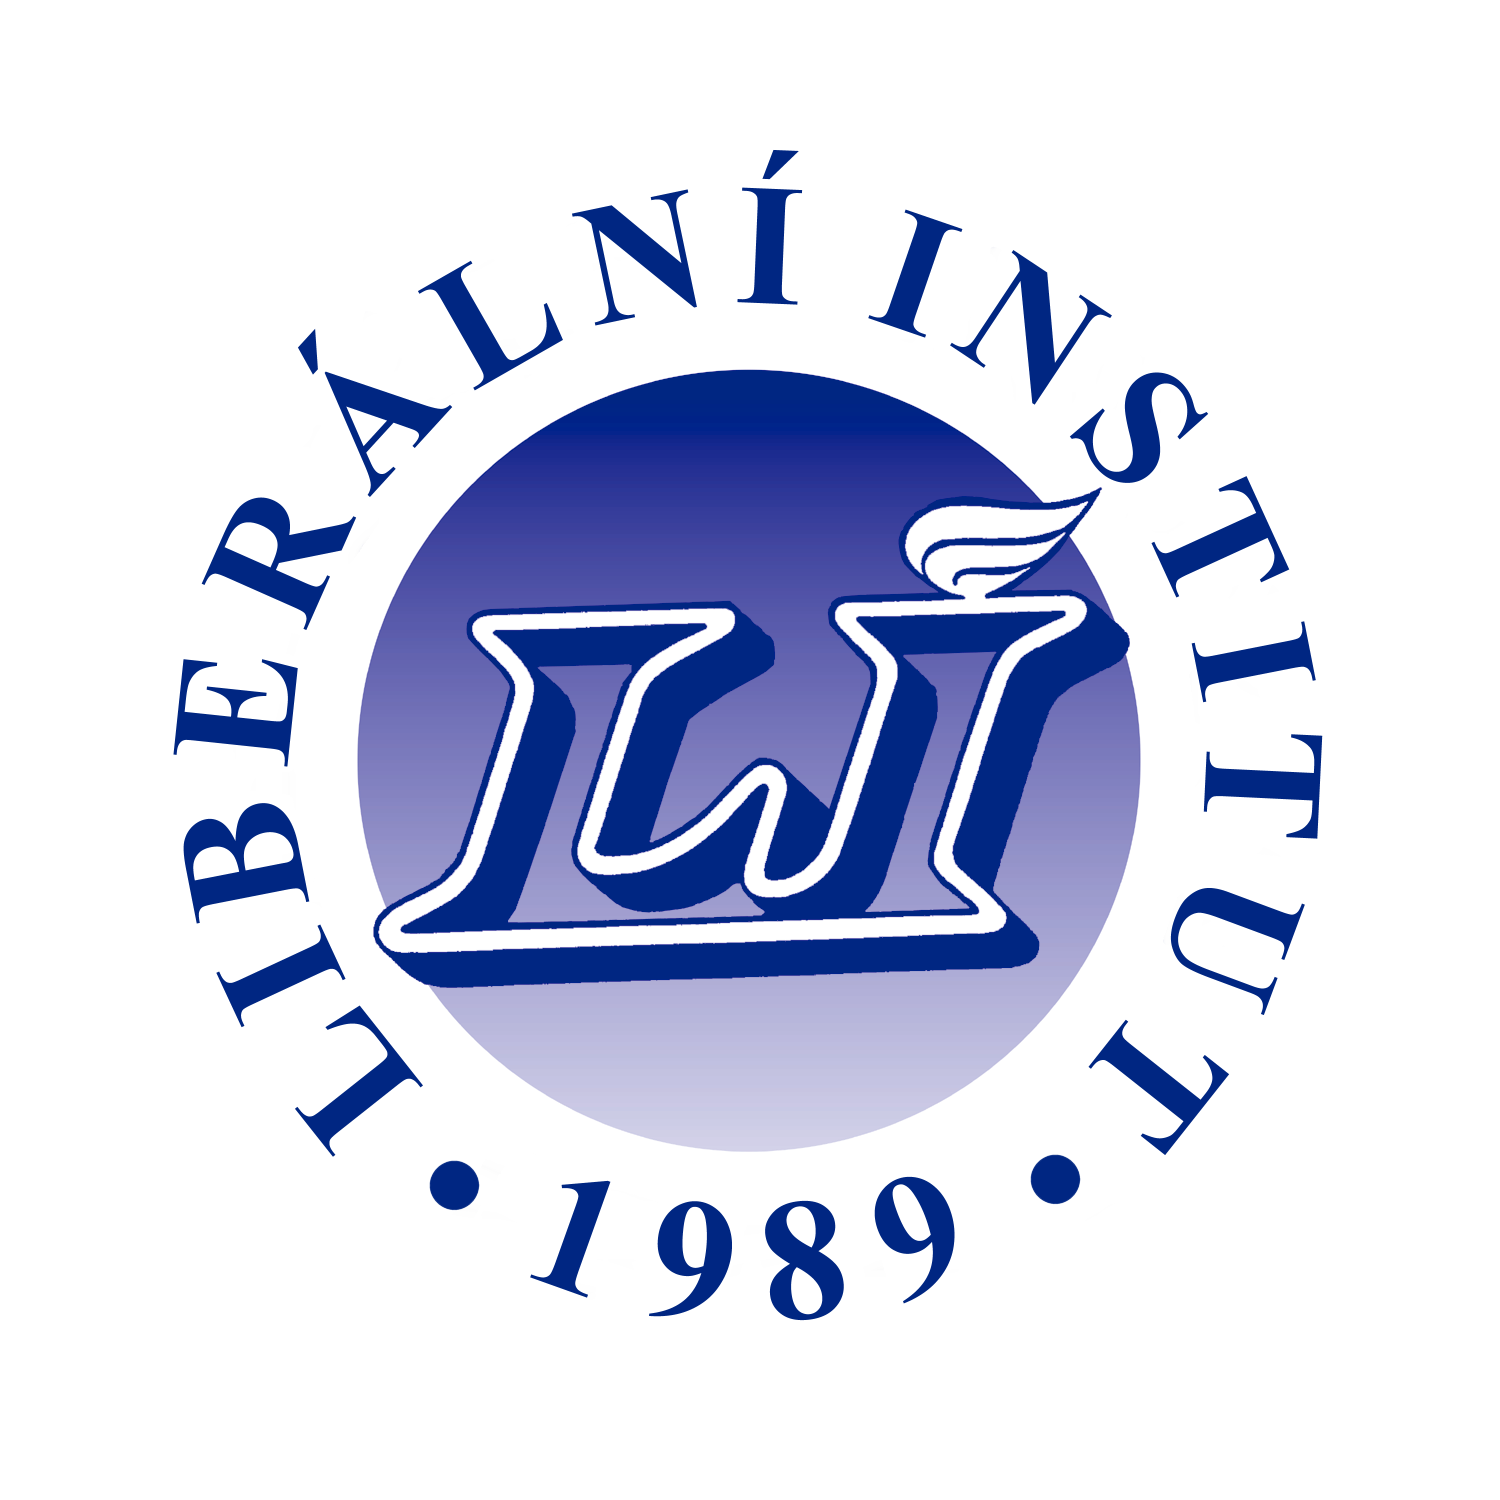 LIBERÁLNÍ INSTITUT
• 1989 •
LI